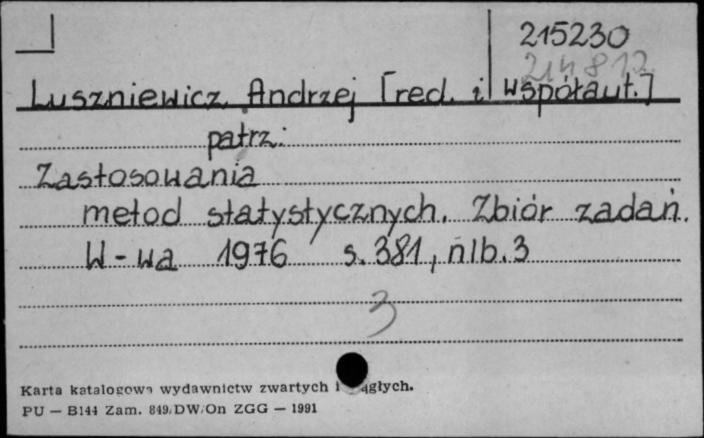 215230
214812
Luszniewicz, Andrzej [red. i współaut.]
patrz:
Zastosowania
metod statystycznych. Zbiór zadań.
W-wa 1976 s. 381, nlb. 3
3
Karta katalogowa wydawnictw zwartych i
PU — B144 Zam. 849/DW/On ZGG — 1991